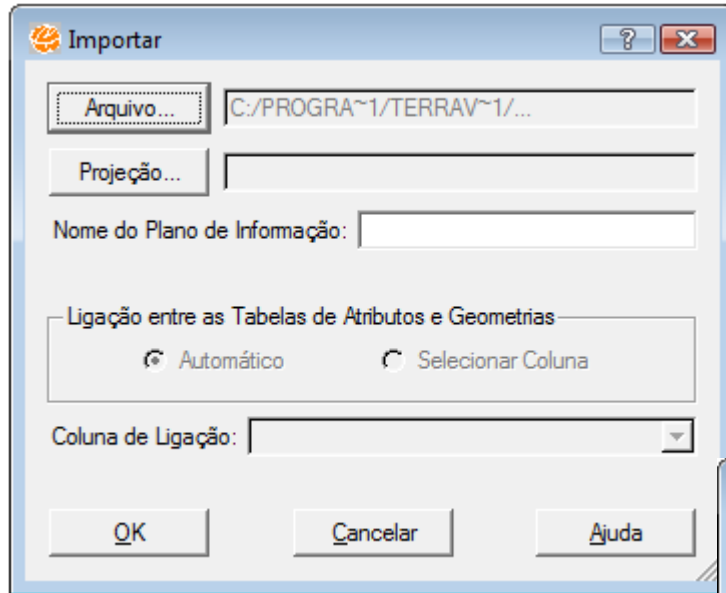 Importar
Arquivo... C:/PROGRA~1/TERRAV~1/...
Projeção...
Nome do Plano de Informação:
Ligação entre as Tabelas de Atributos e Geometrias
Automático Selecionar Coluna
Coluna de Ligação:
OK Cancelar Ajuda